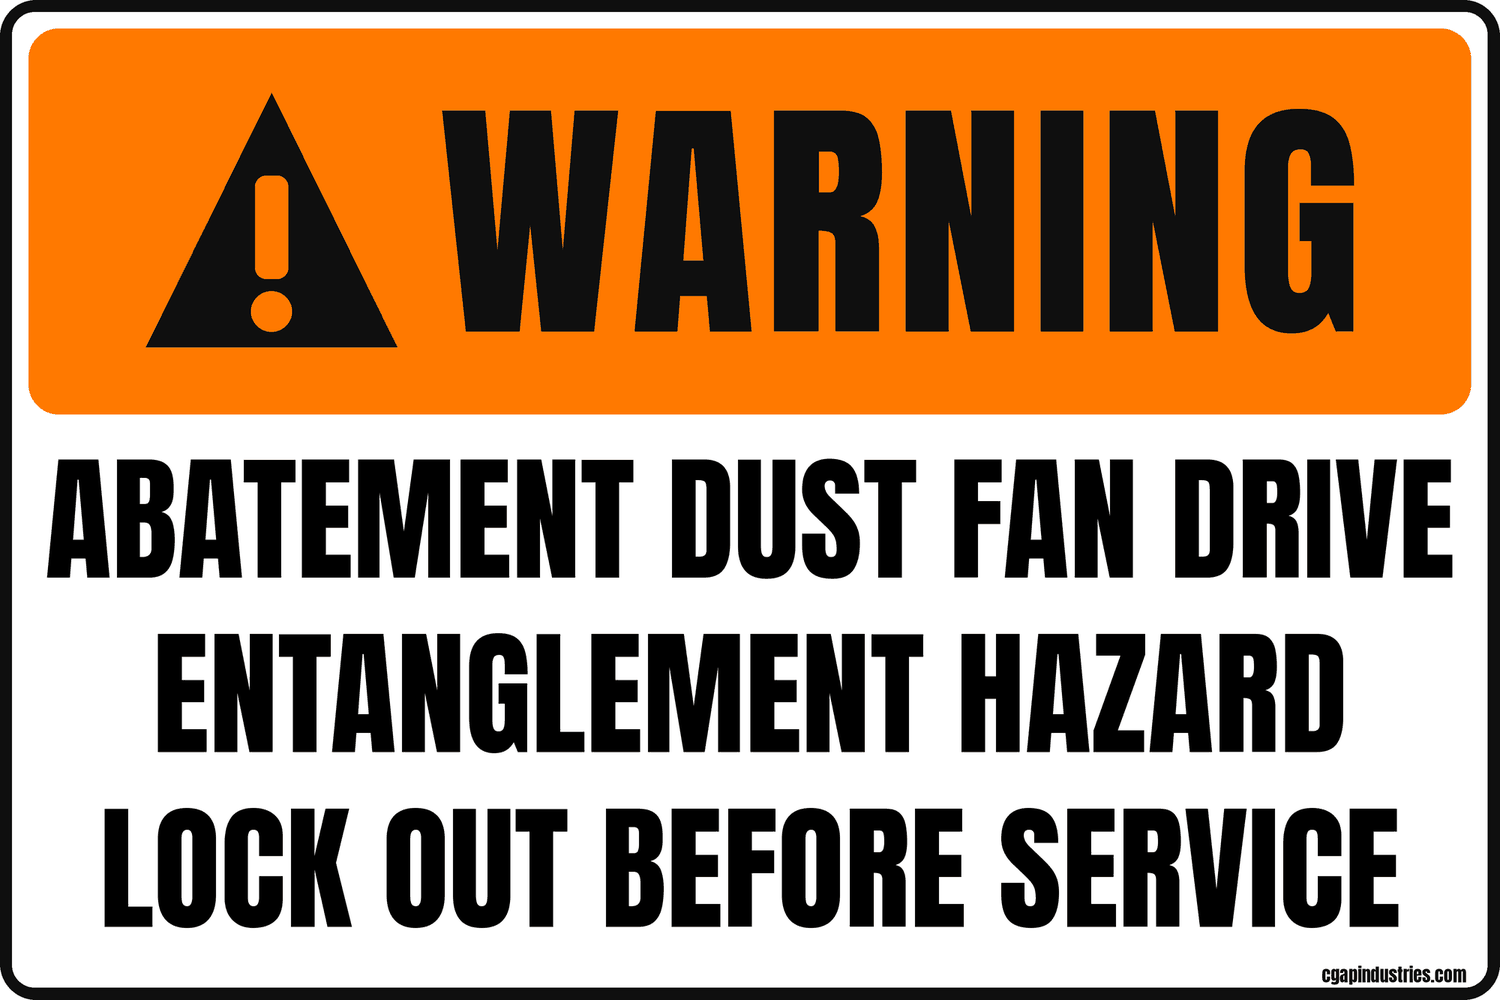 WARNING
ABATEMENT DUST FAN DRIVE
ENTANGLEMENT HAZARD
LOCK OUT BEFORE SERVICE
cgapindustries.com